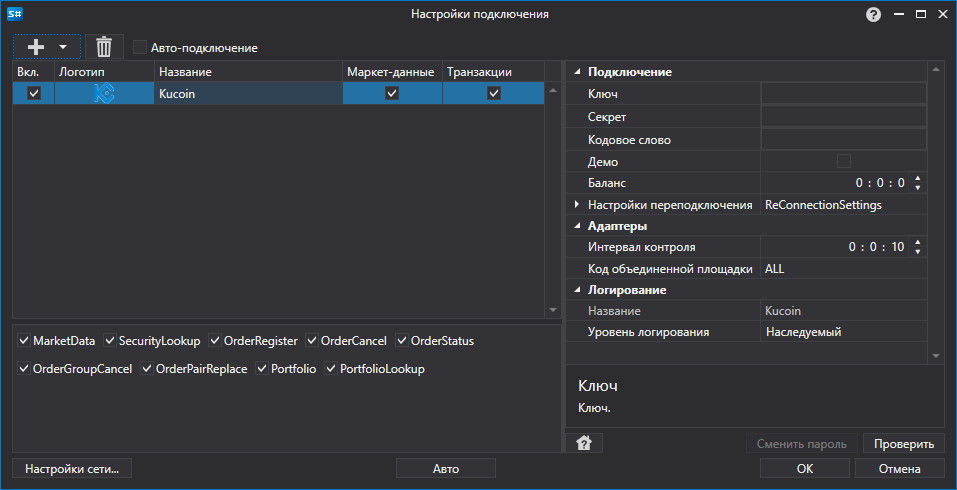 S#
Настройки подключения
?
Авто-подключение
Вкл. Логотип Название Маркет-данные Транзакции
Kucoin
Подключение
Ключ
Секрет
Кодовое слово
Демо
Баланс 0 : 0 : 0
Настройки переподключения ReConnectionSettings
Адаптеры
Интервал контроля 0 : 0 : 10
Код объединенной площадки ALL
Логирование
Название Kucoin
Уровень логирования Наследуемый
MarketData SecurityLookup OrderRegister OrderCancel OrderStatus
OrderGroupCancel OrderPairReplace Portfolio PortfolioLookup
Ключ
Ключ.
?
Сменить пароль Проверить
Настройки сети... Авто OK Отмена